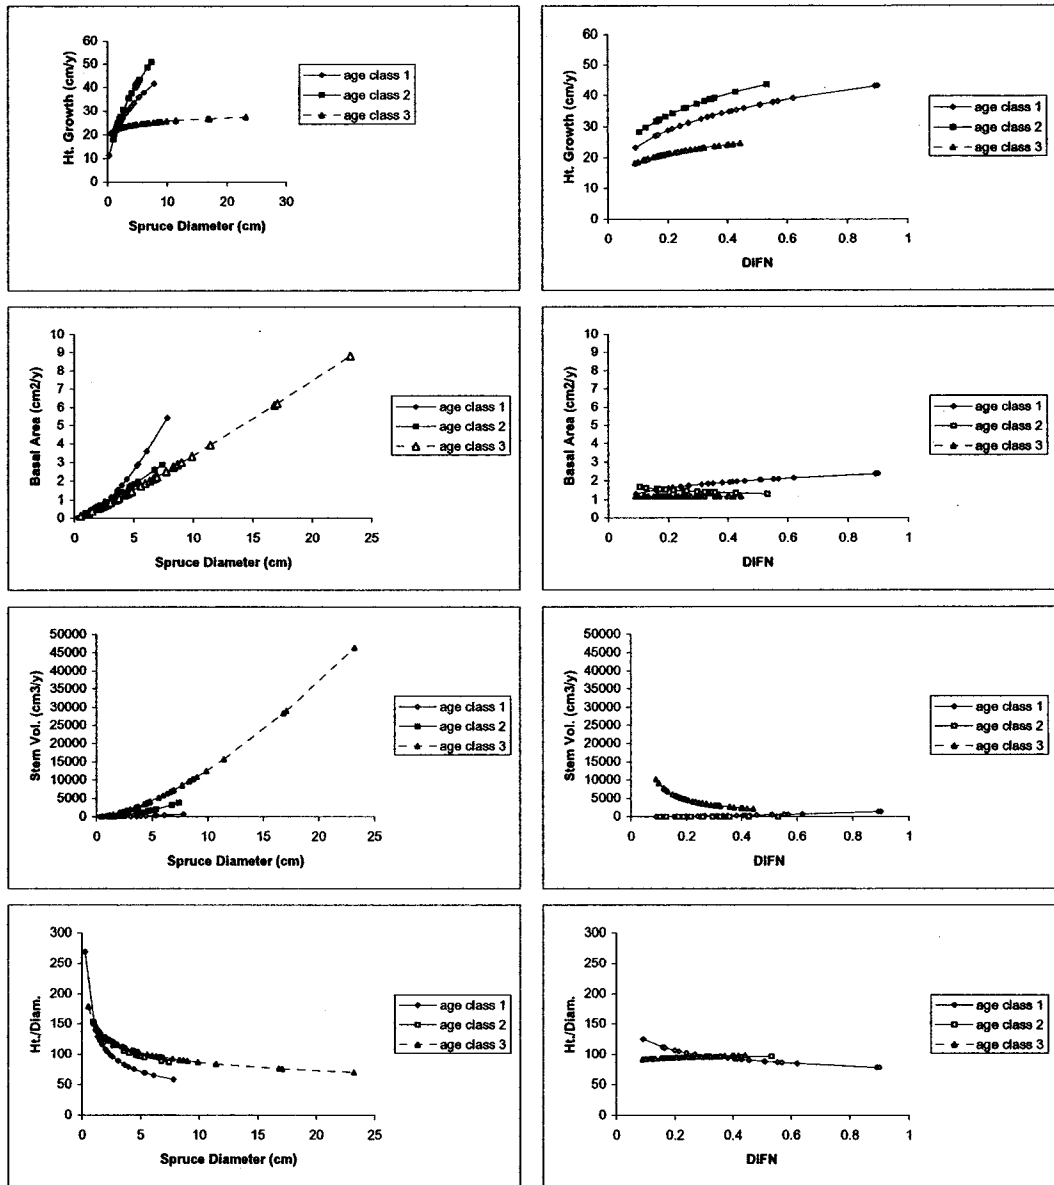 60
50
40
30
20
10
0
Ht. Growth (cm/y)
0 10 20 30
Spruce Diameter (cm)
age class 1
age class 2
age class 3
60
50
40
30
20
10
0
Ht. Growth (cm/y)
0 0.2 0.4 0.6 0.8 1
DIFN
age class 1
age class 2
age class 3
10
9
8
7
6
5
4
3
2
1
0
Basal Area (cm2/y)
0 5 10 15 20 25
Spruce Diameter (cm)
age class 1
age class 2
age class 3
10
9
8
7
6
5
4
3
2
1
0
Basal Area (cm2/y)
0 0.2 0.4 0.6 0.8 1
DIFN
age class 1
age class 2
age class 3
50000
45000
40000
35000
30000
25000
20000
15000
10000
5000
0
Stem Vol. (cm3/y)
0 5 10 15 20 25
Spruce Diameter (cm)
age class 1
age class 2
age class 3
50000
45000
40000
35000
30000
25000
20000
15000
10000
5000
0
Stem Vol. (cm3/y)
0 0.2 0.4 0.6 0.8 1
DIFN
age class 1
age class 2
age class 3
300
250
200
150
100
50
0
Ht./Diam.
0 5 10 15 20 25
Spruce Diameter (cm)
age class 1
age class 2
age class 3
300
250
200
150
100
50
0
Ht./Diam.
0 0.2 0.4 0.6 0.8 1
DIFN
age class 1
age class 2
age class 3